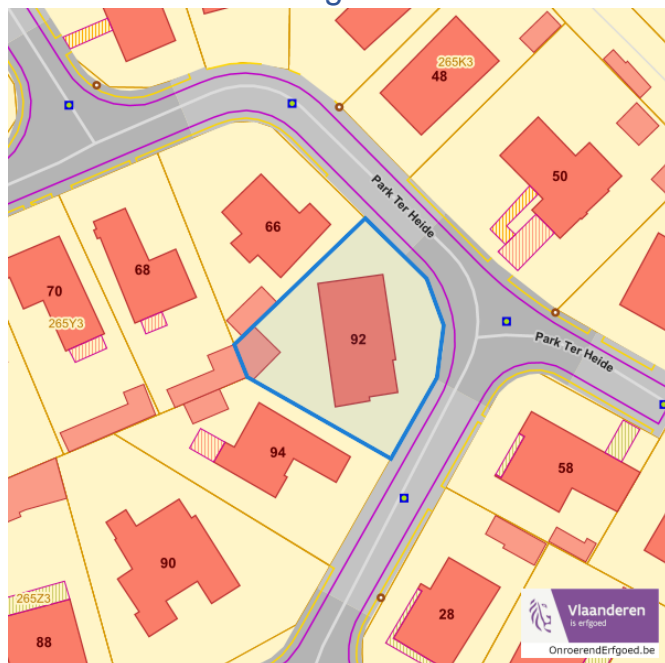 48
265K3
50
Park Ter Heide
66
68
70
265Y3
92
Park Ter Heide
94
58
90
28
265Z3
88
Vlaanderen
is erfgoed
OnroerendErfgoed.be